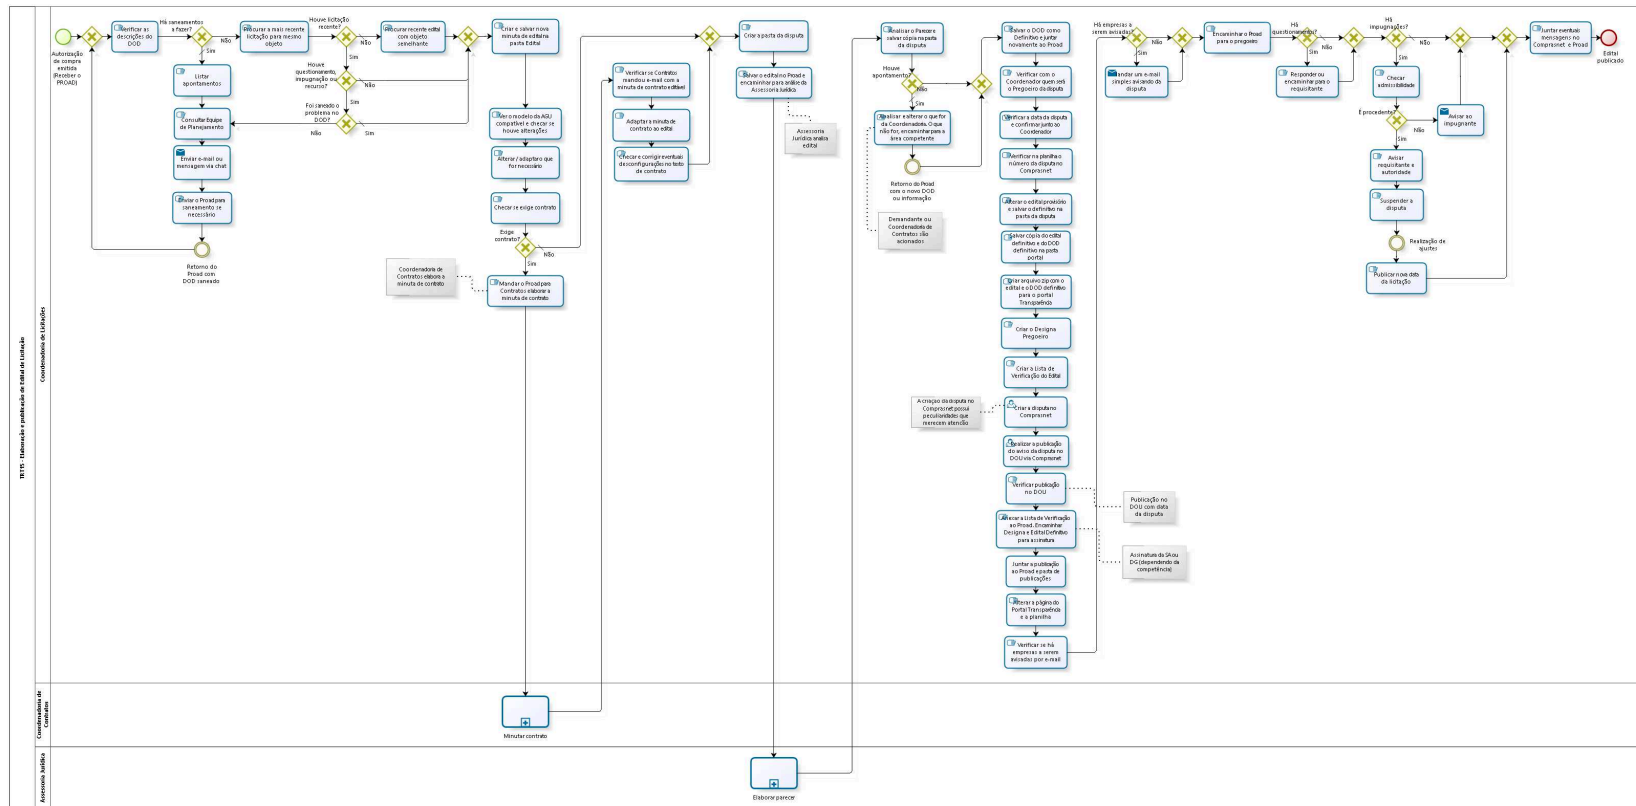 TRT15 - Elaboração e publicação de Edital de Licitação
Coordenadoria de Licitações
Autorização
de compra
emitida
(Receber o
PROAD)
Verificar as
descrições do
DOD
Há saneamentos
a fazer?
Sim
Não
Listar
apontamentos
Consultar Equipe
de Planejamento
Enviar e-mail ou
mensagem via chat
Enviar o Proad para
saneamento se
necessário
Retorno do
Proad com
DOD saneado
Procurar a mais recente
licitação para mesmo
objeto
Houve licitação
recente?
Não
Sim
Houve
questionamento,
impugnação ou
recurso?
Não
Sim
Foi saneado o
problema no
DOD?
Não
Sim
Procurar recente edital
com objeto
semelhante
Criar e salvar nova
minuta de edital na
pasta Edital
Ver o modelo da AGU
compatível e checar se
houve alterações
Alterar / adaptar o que
for necessário
Checar se exige contrato
Exige
contrato?
Não
Sim
Coordenadoria de
Contratos elabora a
minuta de contrato
Mandar o Proad para
Contratos elaborar a
minuta de contrato
Verificar se Contratos
mandou e-mail com a
minuta de contrato editável
Adaptar a minuta de
contrato ao edital
Checar e corrigir eventuais
desconfigurações no texto
de contrato
Criar a pasta da disputa
Salvar o edital no Proad e
encaminhar para análise da
Assessoria Jurídica
Assessoria
Jurídica analisa
edital
Analisar o Parecer e
salvar cópia na pasta
da disputa
Houve
apontamento?
Não
Sim
Analisar e alterar o que for
da Coordenadoria. O que
não for, encaminhar para a
área competente
Retorno do Proad
com o novo DOD
ou informação
Demandante ou
Coordenadoria de
Contratos são
acionados
Salvar o DOD como
Definitivo e juntar
novamente ao Proad
Verificar com o
Coordenador quem será
o Pregoeiro da disputa
Verificar a data da disputa
e confirmar junto ao
Coordenador
Verificar na planilha o
número da disputa no
Comprasnet
Alterar o edital provisório
e salvar o definitivo na
pasta da disputa
Salvar cópia do edital
definitivo e do DOD
definitivo na pasta
portal
Criar arquivo zip com o
edital e o DOD definitivo
para o portal
Transparência
Criar o Designa
Pregoeiro
Criar a Lista de
Verificação do Edital
A criação da disputa no
Comprasnet possui
peculiaridades que
merecem atenção
Criar a disputa no
Comprasnet
Realizar a publicação
do aviso da disputa no
DOU via Comprasnet
Verificar publicação
no DOU
Publicação no
DOU com data
da disputa
Anexar a Lista de Verificação
ao Proad. Encaminhar
Designa e Edital Definitivo
para assinatura
Assinatura da SA ou
DG (dependendo da
competência)
Juntar a publicação
ao Proad e pasta de
publicações
Alterar a página do
Portal Transparência
e a planilha
Verificar se há
empresas a serem
avisadas por e-mail
Há empresas a
serem avisadas?
Não
Sim
Mandar um e-mail
simples avisando da
disputa
Encaminhar o Proad
para o pregoeiro
Há
questionamentos?
Não
Sim
Responder ou
encaminhar para o
requisitante
Há
impugnações?
Não
Sim
Checar
admissibilidade
É procedente?
Não
Sim
Avisar ao
impugnante
Avisar
requisitante e
autoridade
Suspender a
disputa
Realização de
ajustes
Publicar nova data
da licitação
Juntar eventuais
mensagens no
Comprasnet e Proad
Edital
publicado
Coordenadoria de
Contratos
Minutar contrato
Assessoria Jurídica
Elaborar parecer